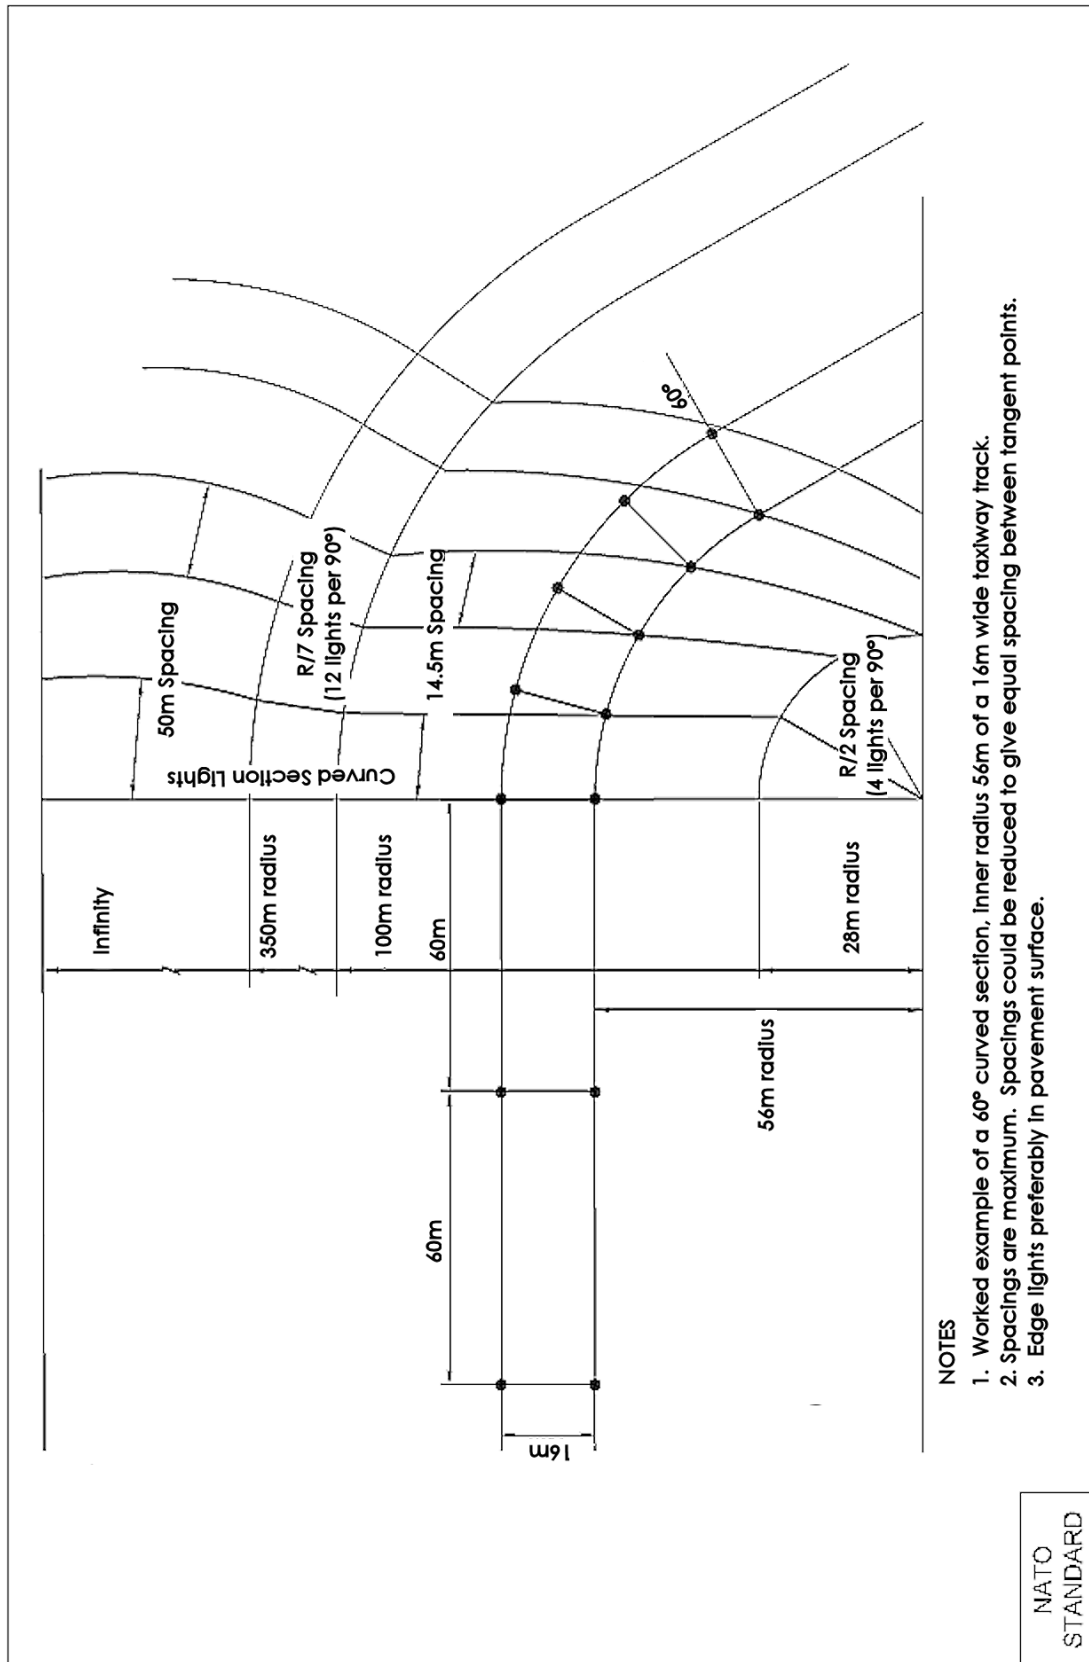 Infinity
50m Spacing
350m radius
R/7 Spacing
(12 lights per 90°)
100m radius
Curved Section Lights
14.5m Spacing
60m
60m
60°
16m
56m radius
28m radius
R/2 Spacing
(4 lights per 90°)
NOTES
1. Worked example of a 60° curved section, inner radius 56m of a 16m wide taxiway track.
2. Spacings are maximum. Spacings could be reduced to give equal spacing between tangent points.
3. Edge lights preferably in pavement surface.
NATO
STANDARD